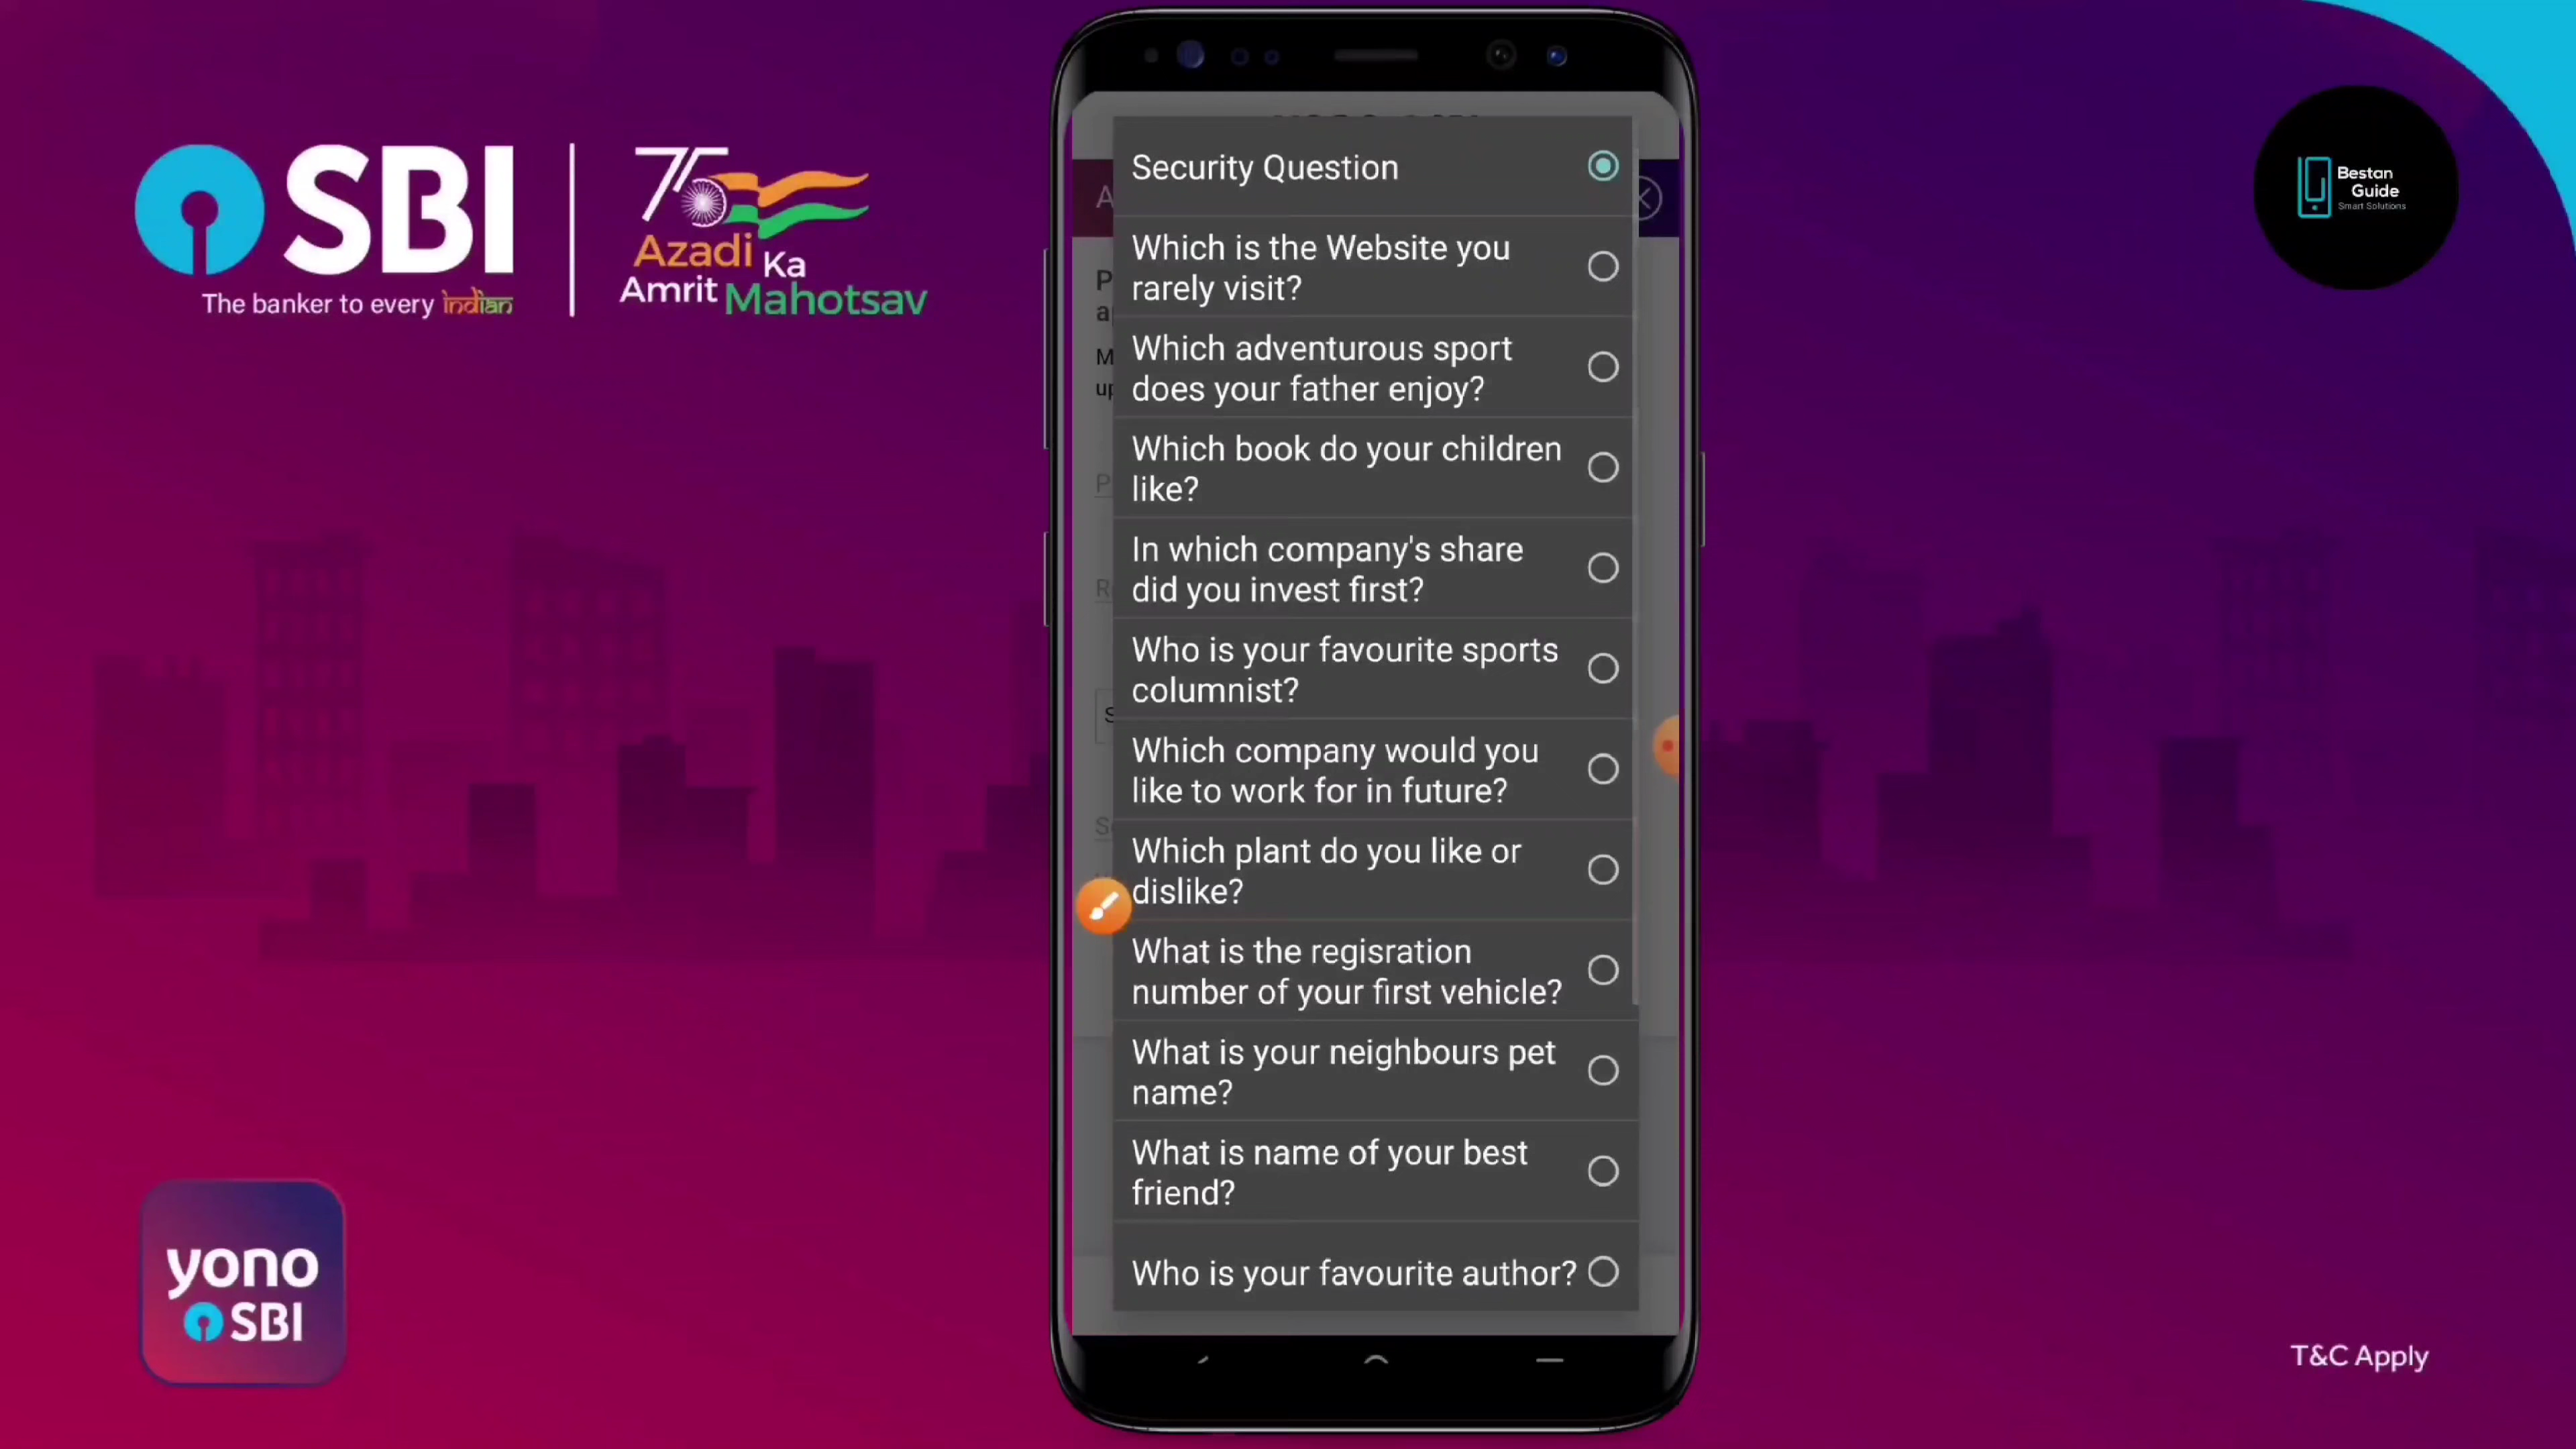 SBI
The banker to every indian
75
Azadi Ka
Amrit Mahotsav
Bestan
Guide
Smart Solutions
Security Question
Which is the Website you
rarely visit?
Which adventurous sport
does your father enjoy?
Which book do your children
like?
In which company's share
did you invest first?
Who is your favourite sports
columnist?
Which company would you
like to work for in future?
Which plant do you like or
dislike?
What is the regisration
number of your first vehicle?
What is your neighbours pet
name?
What is name of your best
friend?
Who is your favourite author?
yono
SBI
T&C Apply